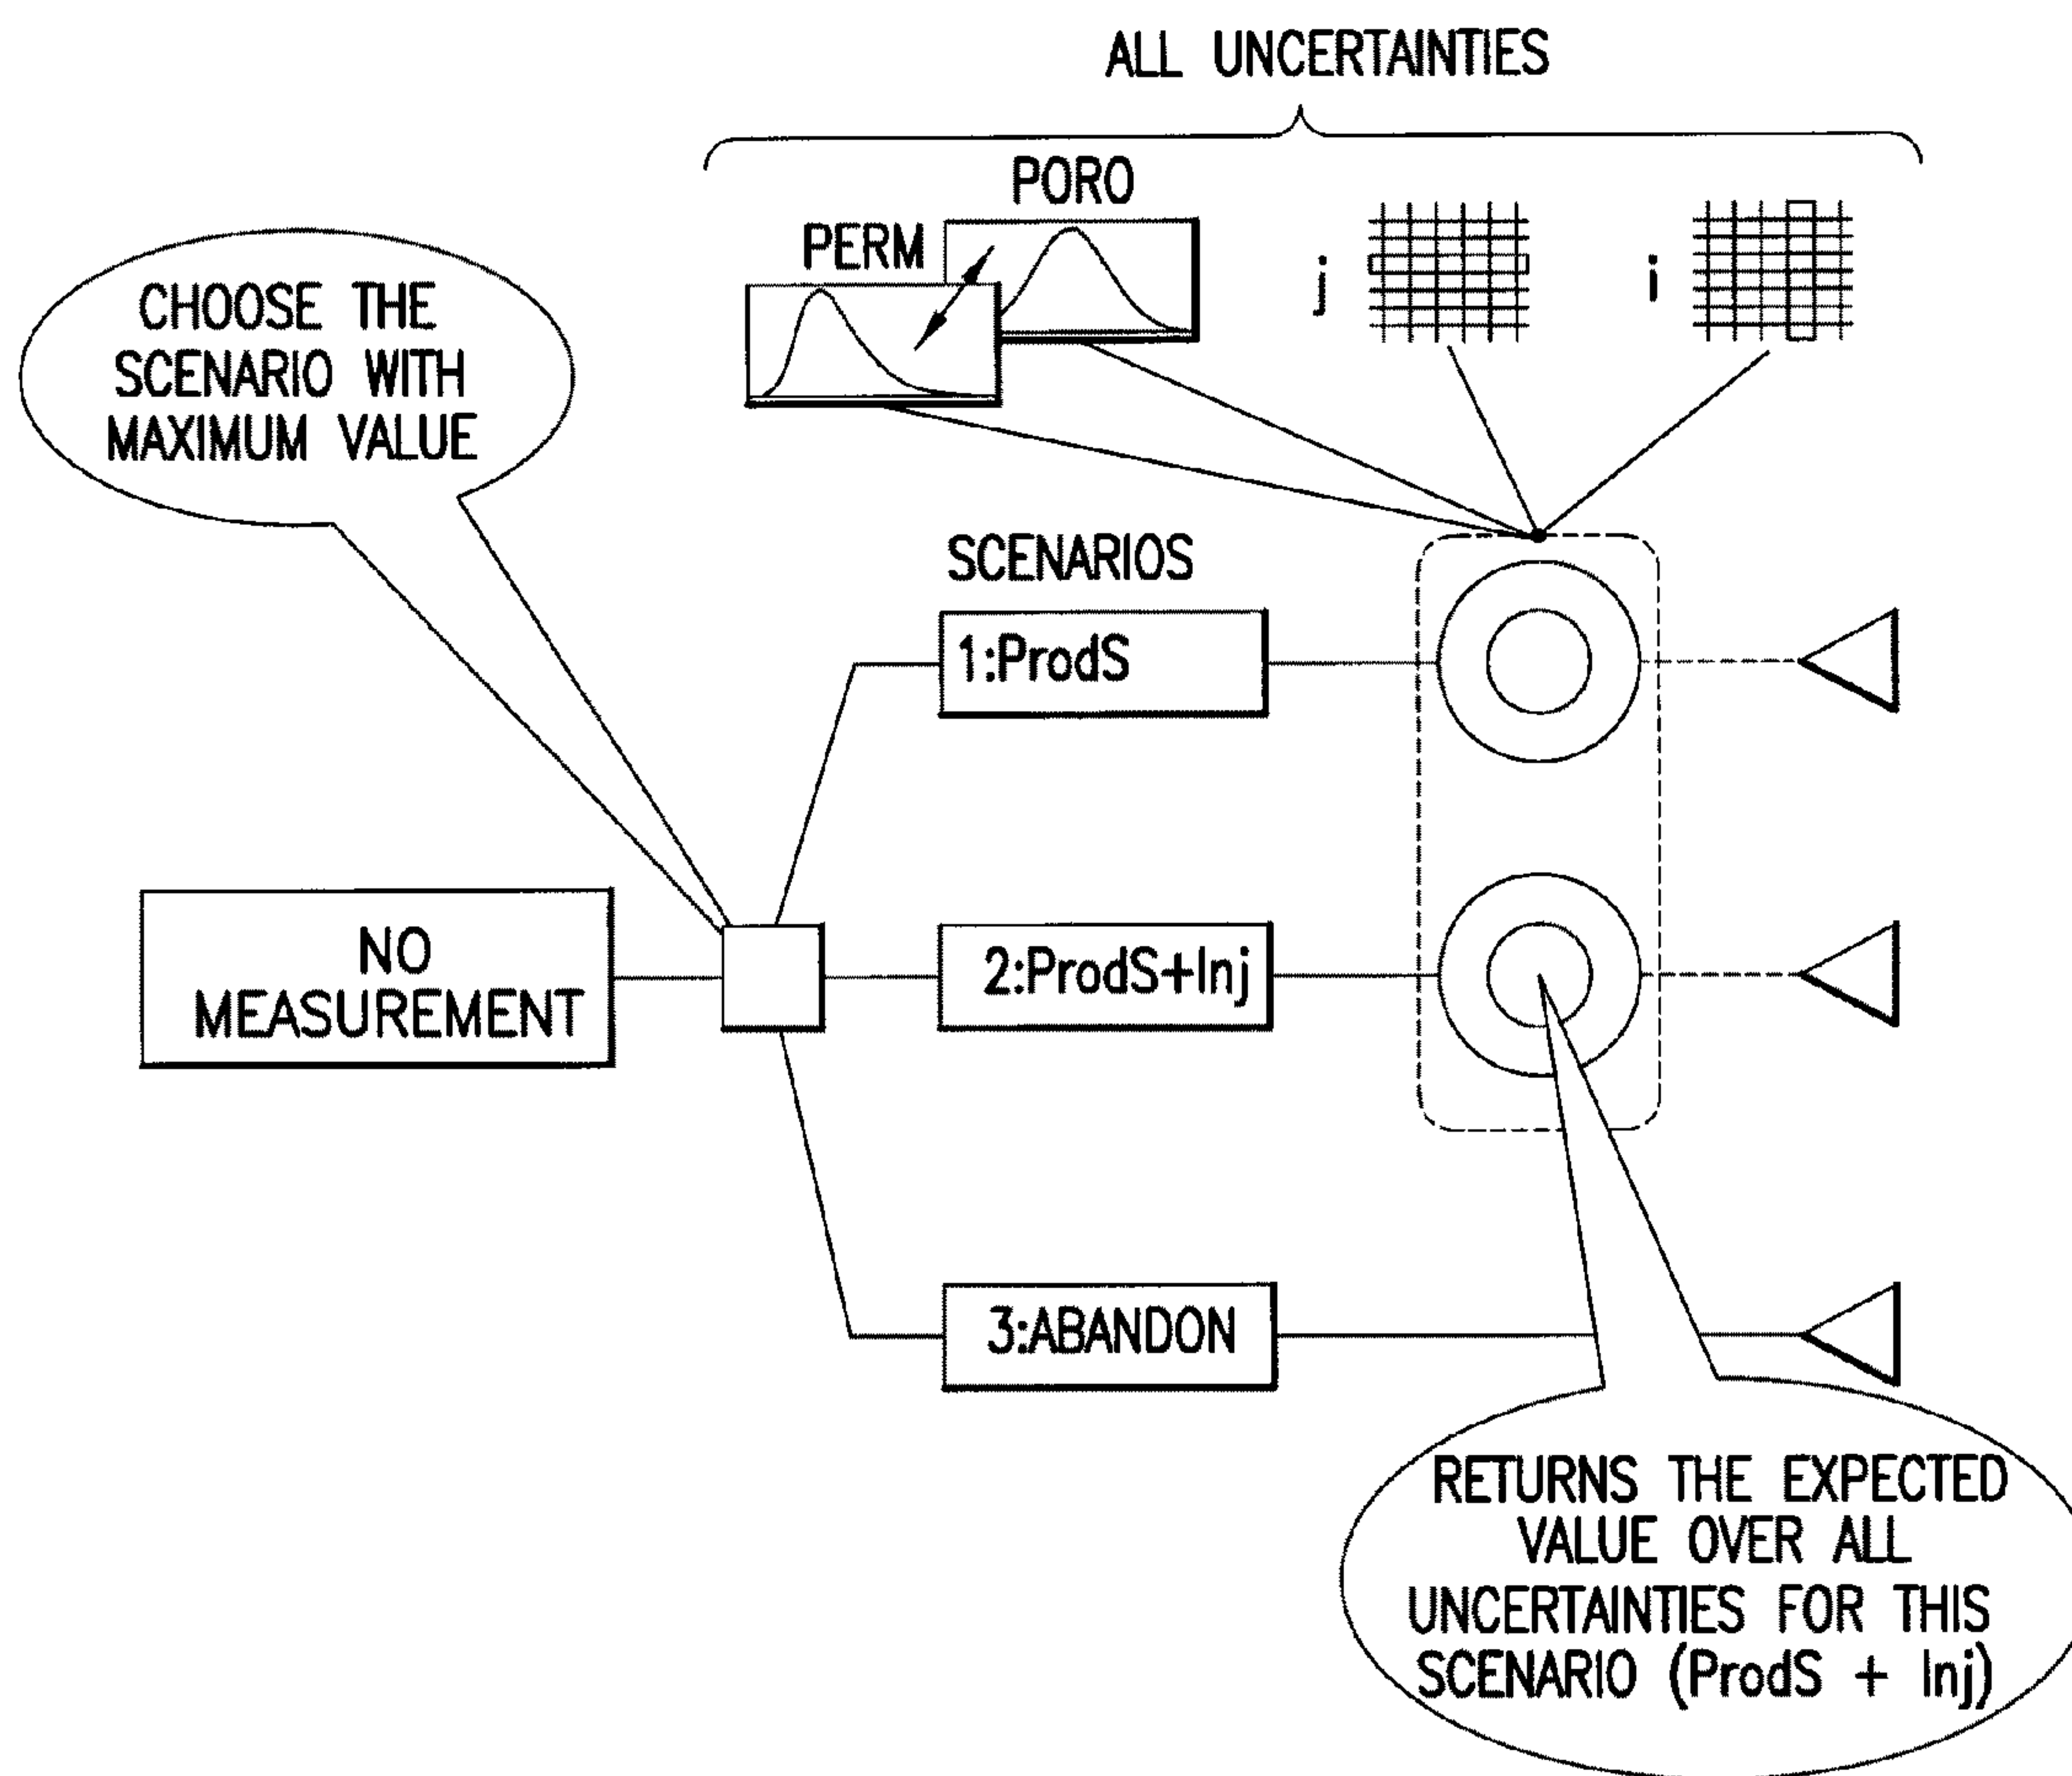 ALL UNCERTAINTIES
PORO
PERM
j
i
CHOOSE THE
SCENARIO WITH
MAXIMUM VALUE
SCENARIOS
1:ProdS
NO
MEASUREMENT
2:ProdS+Inj
3:ABANDON
RETURNS THE EXPECTED
VALUE OVER ALL
UNCERTAINTIES FOR THIS
SCENARIO (ProdS + Inj)